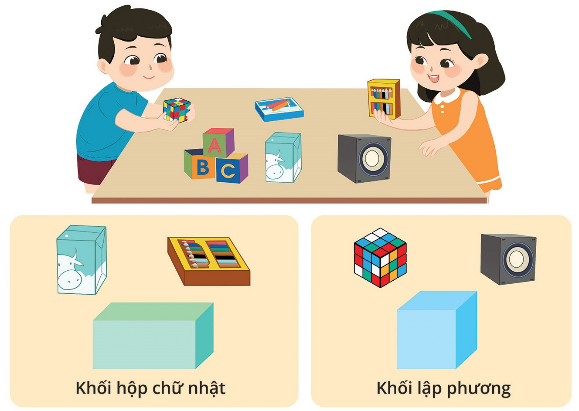 A
B C
Khối hộp chữ nhật
Khối lập phương